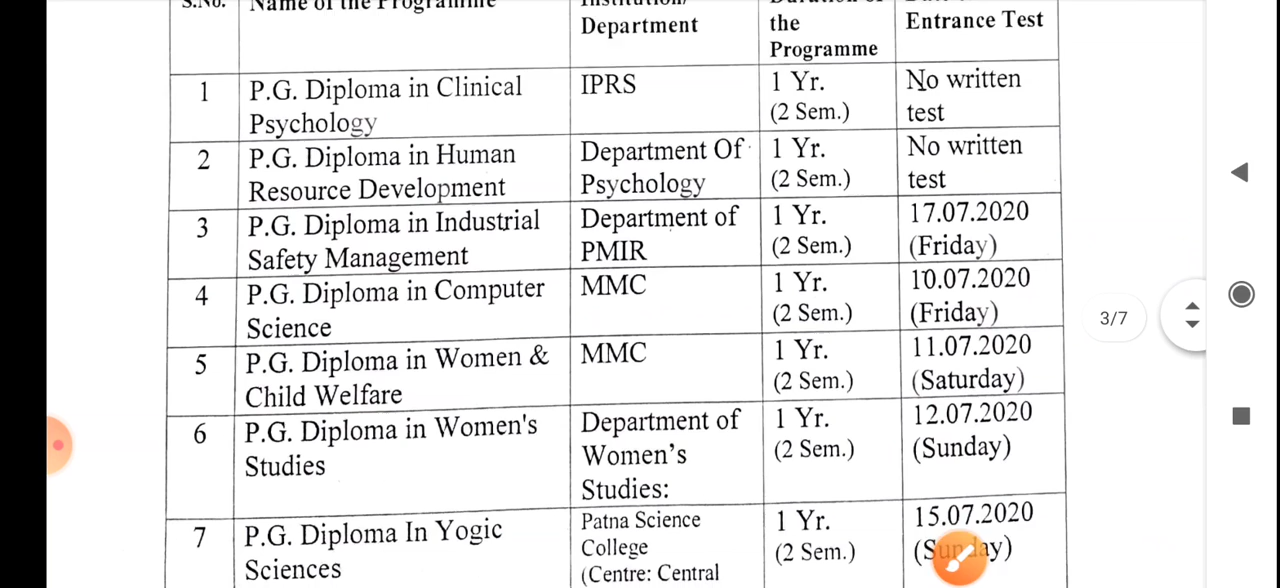 S.No.
Name of the Programme
Department
the
Programme
Entrance Test
1
P.G. Diploma in Clinical
Psychology
IPRS
1 Yr.
(2 Sem.)
No written
test
2
P.G. Diploma in Human
Resource Development
Department Of
Psychology
1 Yr.
(2 Sem.)
No written
test
3
P.G. Diploma in Industrial
Safety Management
Department of
PMIR
1 Yr.
(2 Sem.)
17.07.2020
(Friday)
4
P.G. Diploma in Computer
Science
MMC
1 Yr.
(2 Sem.)
10.07.2020
(Friday)
5
P.G. Diploma in Women &
Child Welfare
MMC
1 Yr.
(2 Sem.)
11.07.2020
(Saturday)
6
P.G. Diploma in Women's
Studies
Department of
Women’s
Studies:
1 Yr.
(2 Sem.)
12.07.2020
(Sunday)
7
P.G. Diploma In Yogic
Sciences
Patna Science
College
(Centre: Central
1 Yr.
(2 Sem.)
15.07.2020
(Sunday)
3/7